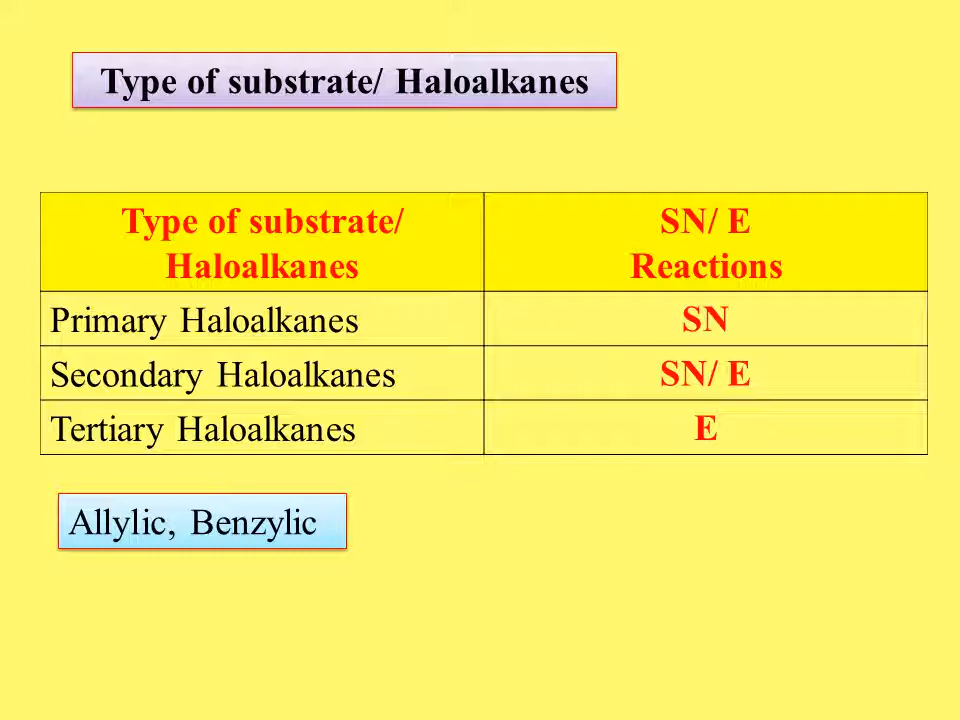 Type of substrate/ Haloalkanes
Type of substrate/ SN/ E
Haloalkanes Reactions
Primary Haloalkanes SN
Secondary Haloalkanes SN/ E
Tertiary Haloalkanes E
Allylic, Benzylic